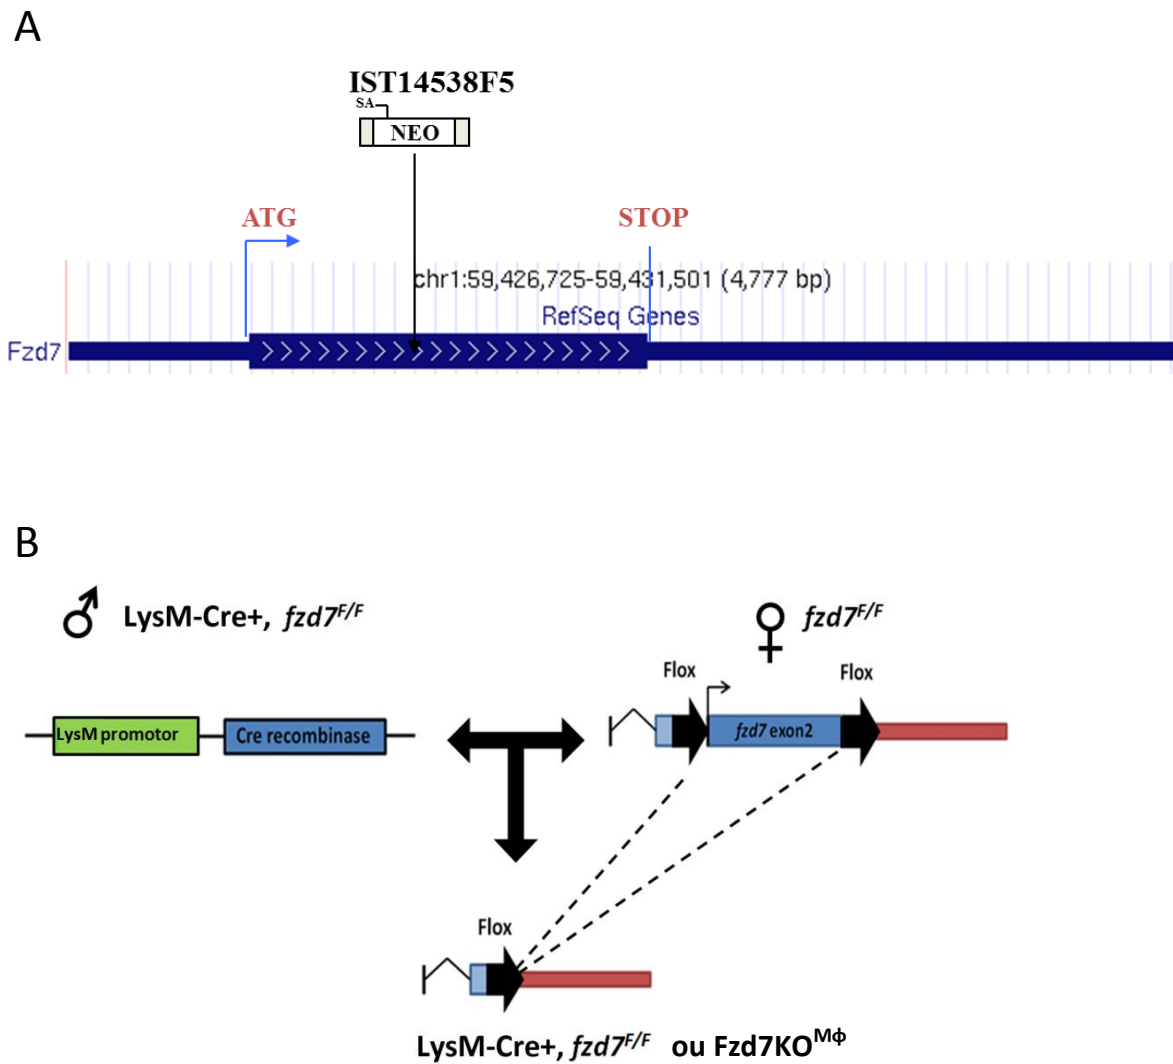 A
IST14538F5
SA
NEO
ATG
STOP
chr1:59,426,725-59,431,501 (4,777 bp)
RefSeq Genes
Fzd7
B
♂ LysM-Cre+, fzd7F/F
♀ fzd7F/F
Flox
Flox
LysM promotor
Cre recombinase
fzd7 exon2
Flox
LysM-Cre+, fzd7F/F ou Fzd7KOMф